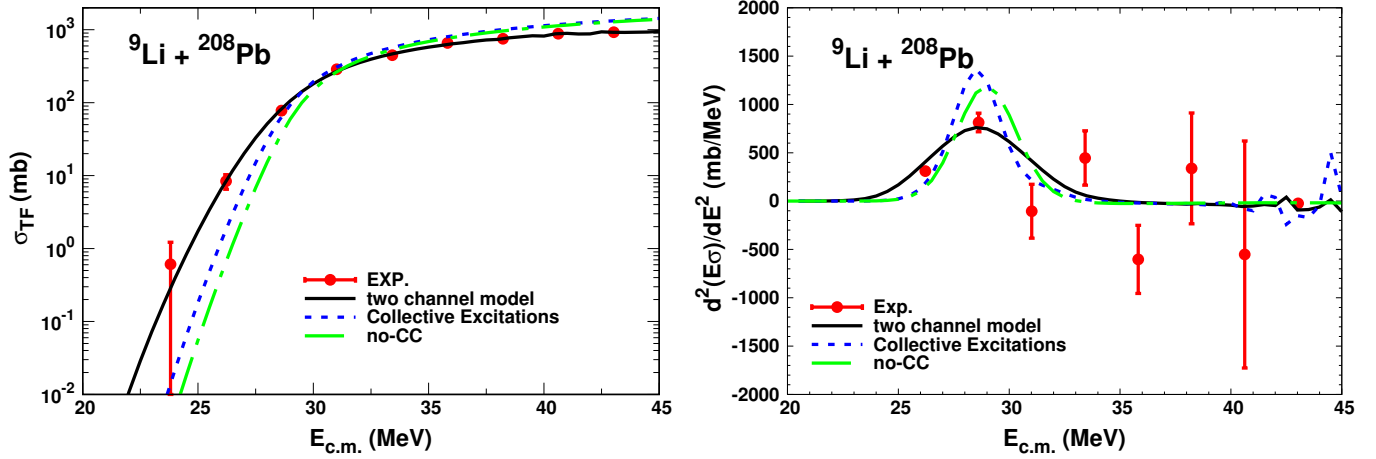 ⁹Li + ²⁰⁸Pb
σ_TF (mb)
10³
10²
10¹
10⁰
10⁻¹
10⁻²
EXP.
two channel model
Collective Excitations
no-CC
20 25 30 35 40 45
E_c.m. (MeV)
⁹Li + ²⁰⁸Pb
d²(Eσ)/dE² (mb/MeV)
2000
1500
1000
500
0
-500
-1000
-1500
-2000
Exp.
two channel model
Collective Excitations
no-CC
20 25 30 35 40 45
E_c.m. (MeV)